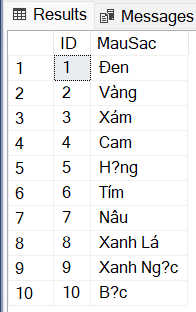 Results Messages
ID MauSac
1 1 Đen
2 2 Vàng
3 3 Xám
4 4 Cam
5 5 H?ng
6 6 Tím
7 7 Nâu
8 8 Xanh Lá
9 9 Xanh Ng?c
10 10 B?c